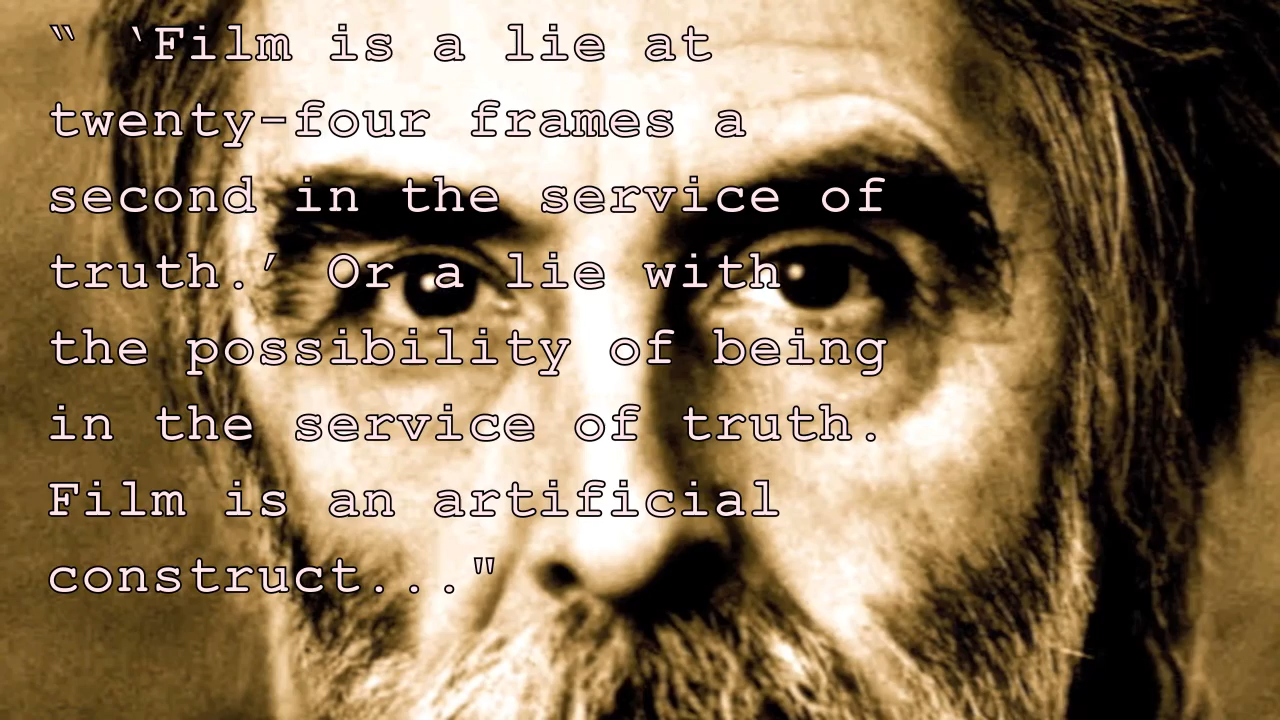 “ ‘Film is a lie at
twenty-four frames a
second in the service of
truth.’ Or a lie with
the possibility of being
in the service of truth.
Film is an artificial
construct..."